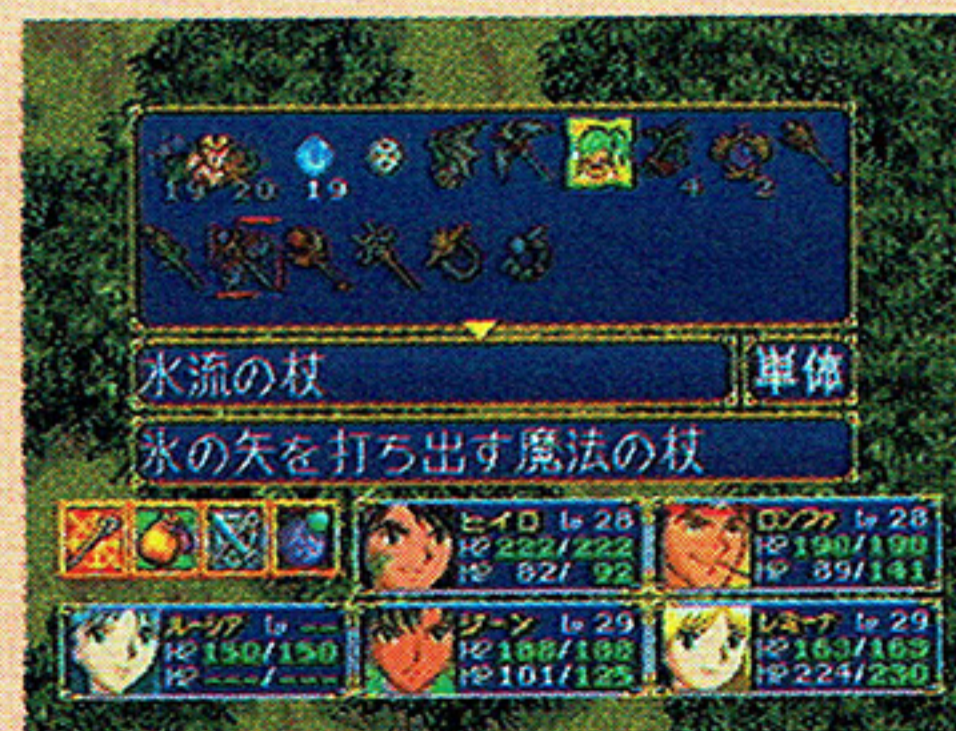 19 20 19 4 2
水流の杖 単体
氷の矢を打ち出す魔法の杖
ヒイロ Lv 28
HP 222/222
MP 82/ 92
ロンファ Lv 28
HP 190/190
MP 89/141
ルーシア Lv --
HP 150/150
MP ---/---
ジーン Lv 29
HP 188/188
MP 101/125
レミーナ Lv 29
HP 163/163
MP 224/230